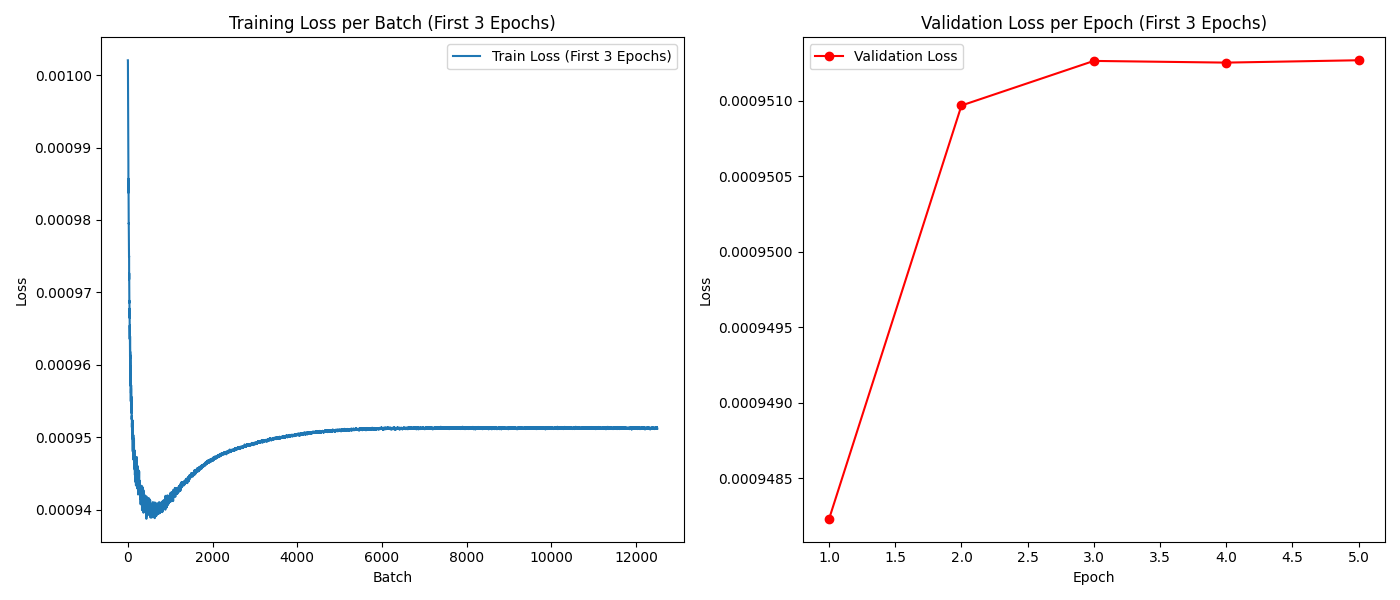 Training Loss per Batch (First 3 Epochs)
Train Loss (First 3 Epochs)
0.00100
0.00099
0.00098
0.00097
0.00096
0.00095
0.00094
Loss
0 2000 4000 6000 8000 10000 12000
Batch
Validation Loss per Epoch (First 3 Epochs)
Validation Loss
0.0009510
0.0009505
0.0009500
0.0009495
0.0009490
0.0009485
Loss
1.0 1.5 2.0 2.5 3.0 3.5 4.0 4.5 5.0
Epoch